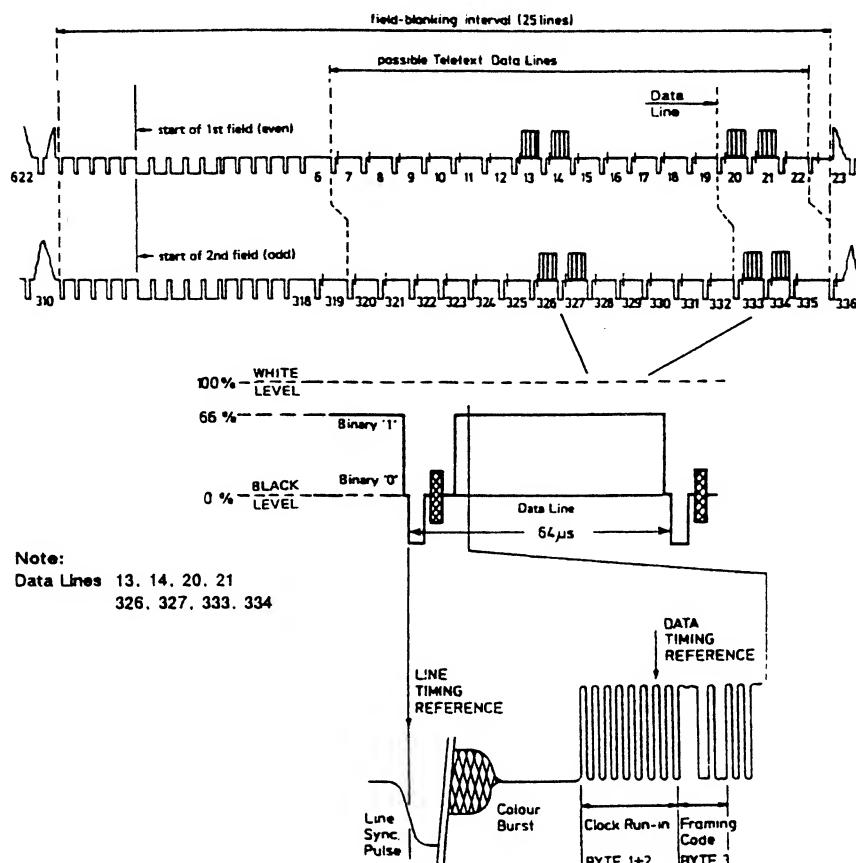 field-blanking interval (25 lines)
possible Teletext Data Lines
Data
Line
start of 1st field (even)
622 6 7 8 9 10 11 12 13 14 15 16 17 18 19 20 21 22 23
start of 2nd field (odd)
310 318 319 320 321 322 323 324 325 326 327 328 329 330 331 332 333 334 335 336
100% WHITE
LEVEL
66 %
Binary "1"
Binary "0"
0 % BLACK
LEVEL
Data Line
64µs
Note:
Data Lines 13, 14, 20, 21
326, 327, 333, 334
DATA
TIMING
REFERENCE
LINE
TIMING
REFERENCE
Line
Sync.
Pulse
Colour
Burst
Clock Run-in
BYTE 1+2
Framing
Code
BYTE 3